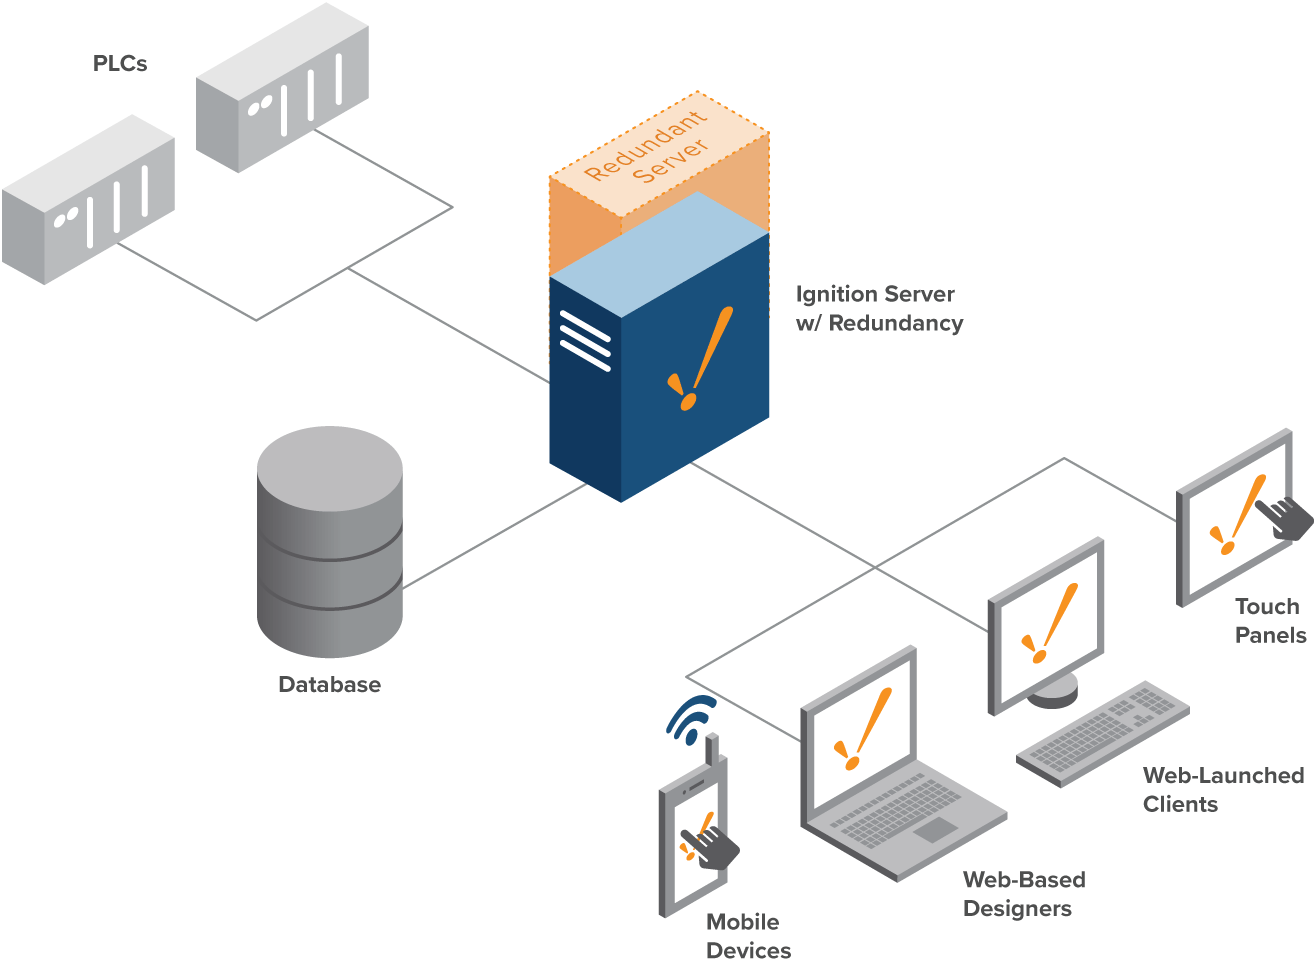 PLCs
Redundant
Server
Ignition Server
w/ Redundancy
Database
Touch
Panels
Web-Launched
Clients
Web-Based
Designers
Mobile
Devices